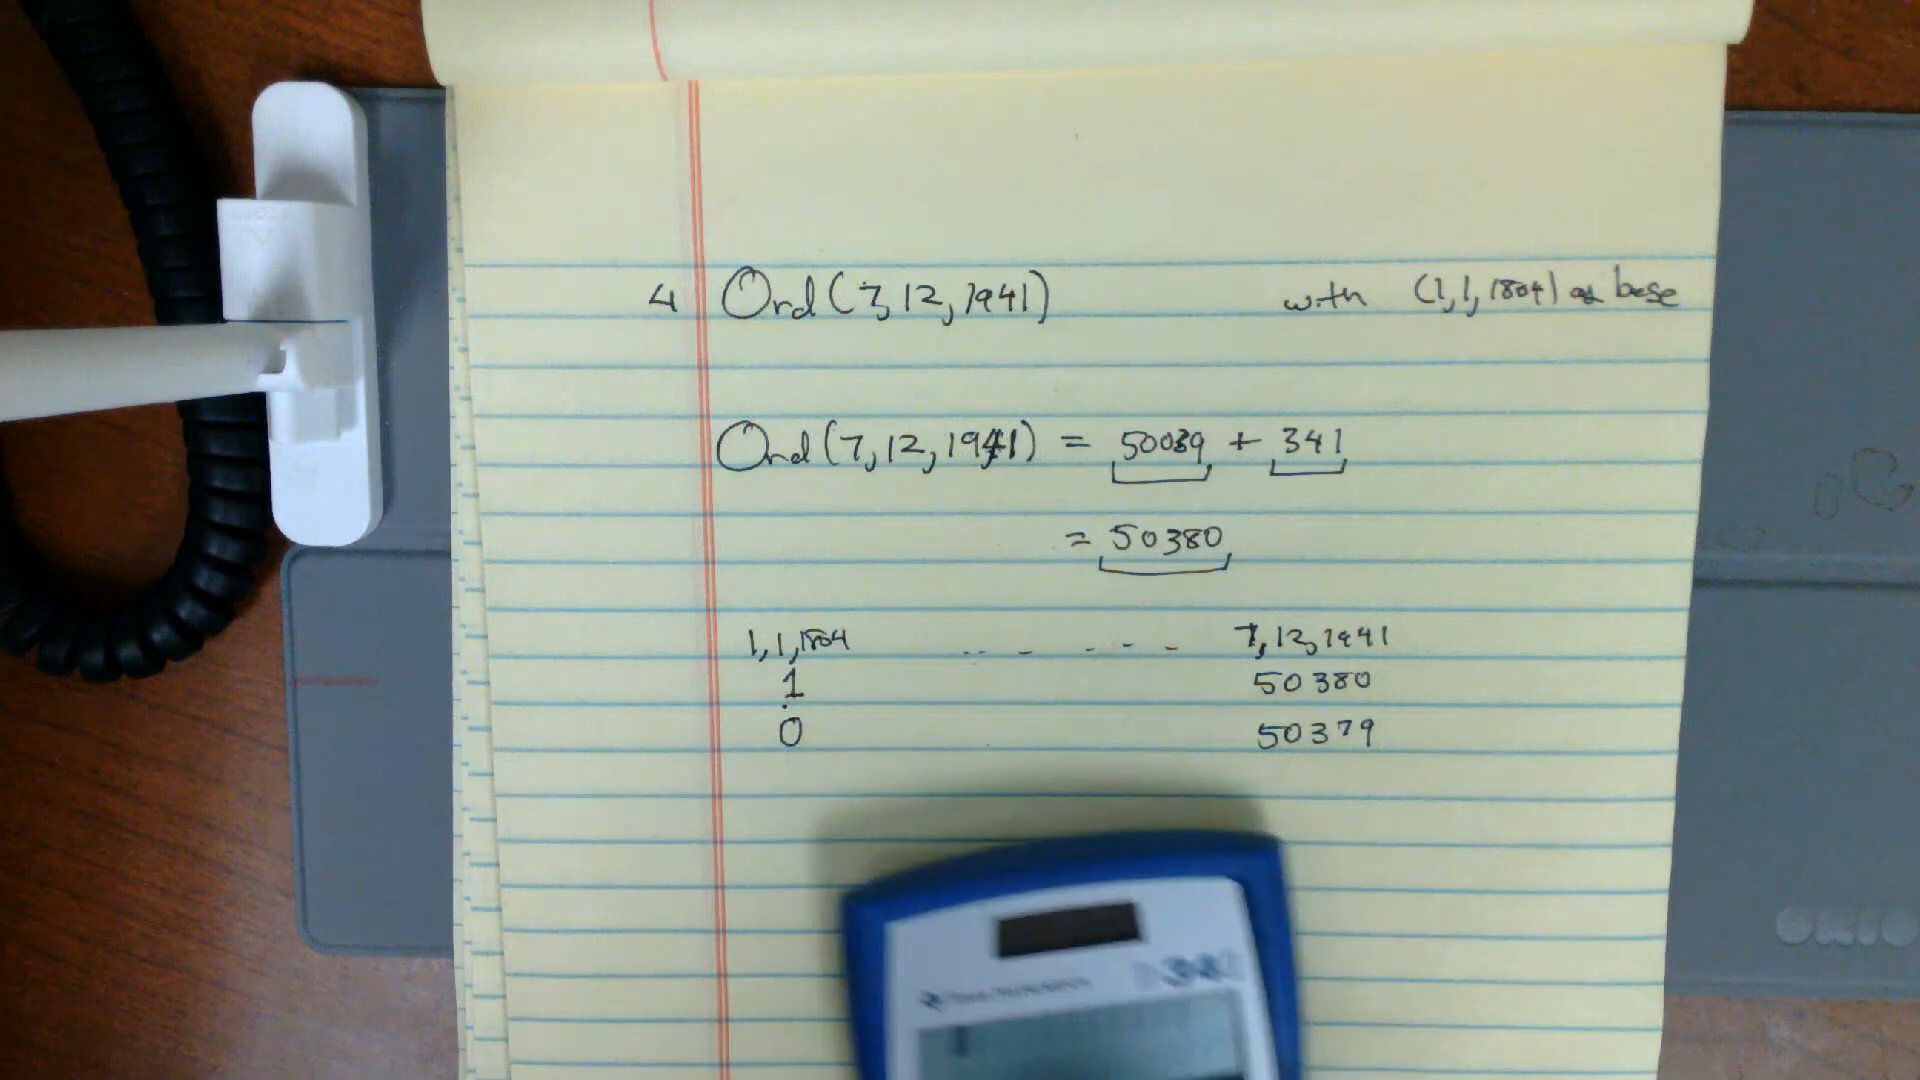 4 Ord(7,12,1941) with (1,1,1804) as base
Ord(7,12,1941) = 50039 + 341
= 50380
1,1,1804 -- - - - - 7,12,1941
1 50380
0 50379